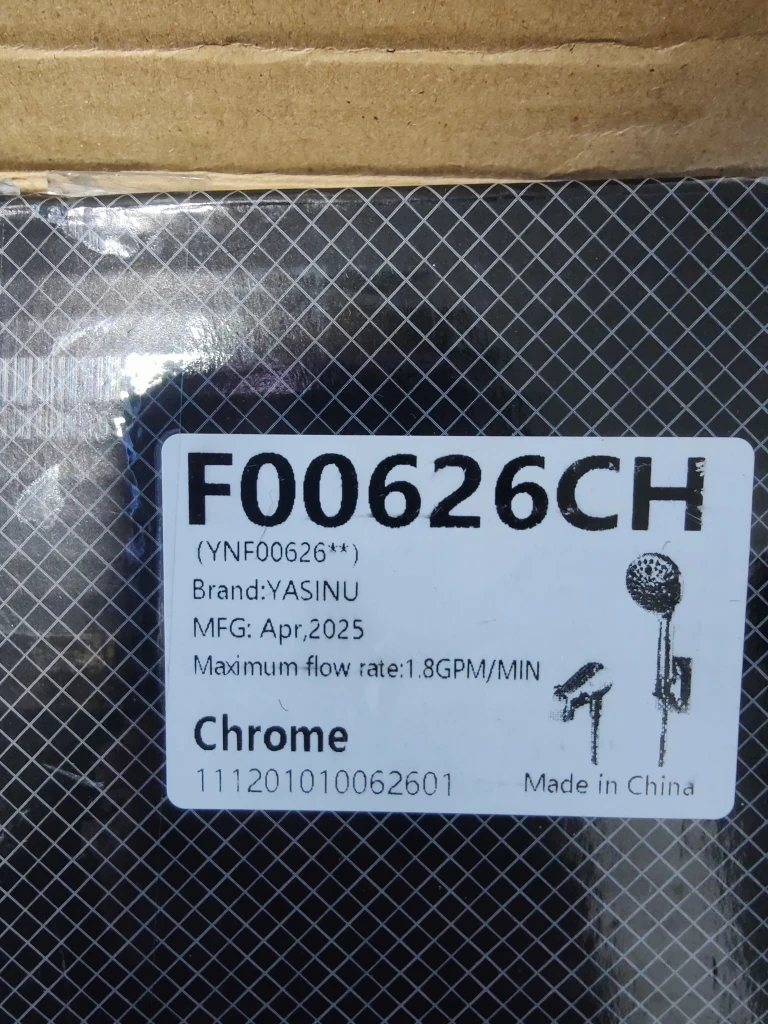 F00626CH
(YNF00626**)
Brand:YASINU
MFG: Apr,2025
Maximum flow rate:1.8GPM/MIN
Chrome
111201010062601
Made in China